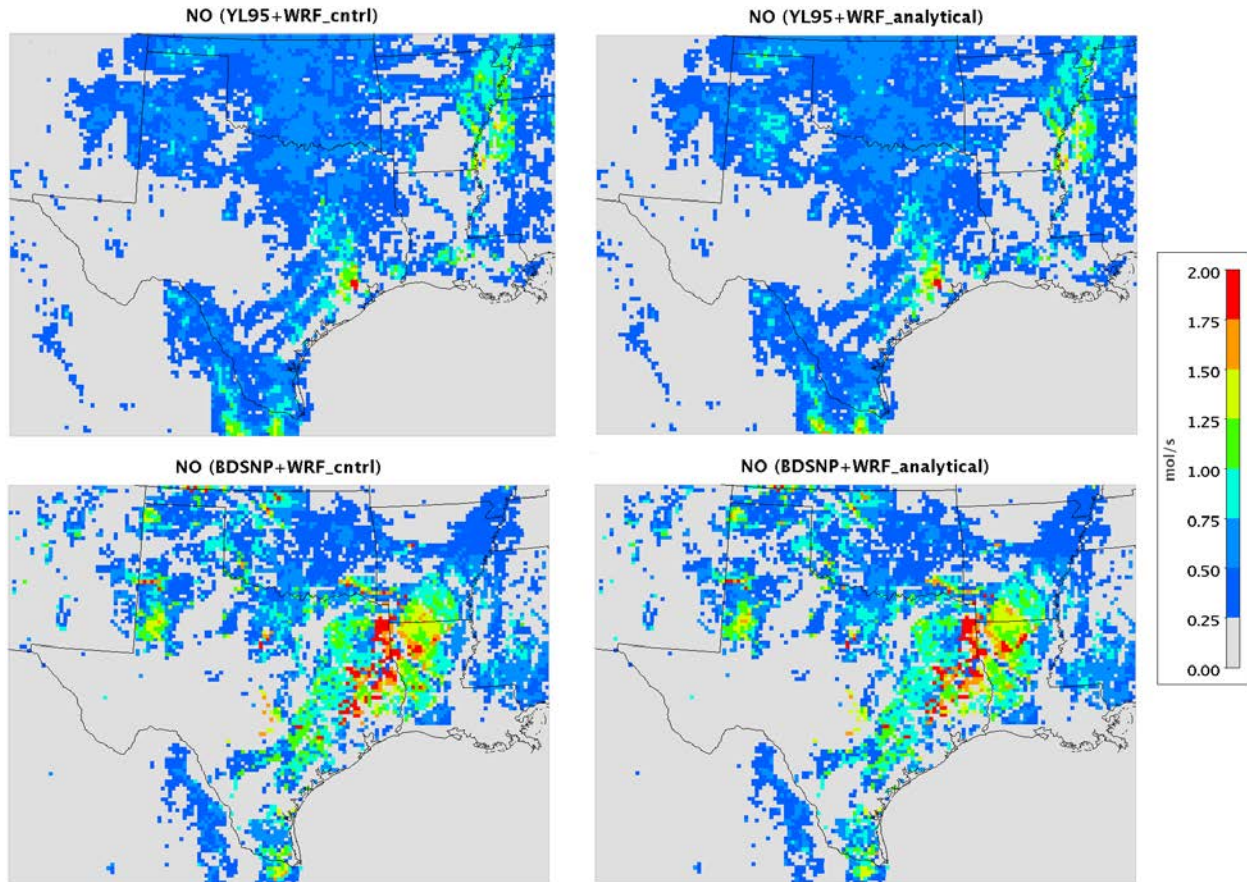 NO (YL95+WRF_cntrl)
NO (YL95+WRF_analytical)
NO (BDSNP+WRF_cntrl)
NO (BDSNP+WRF_analytical)
2.00
1.75
1.50
1.25
1.00
0.75
0.50
0.25
0.00
mol/s